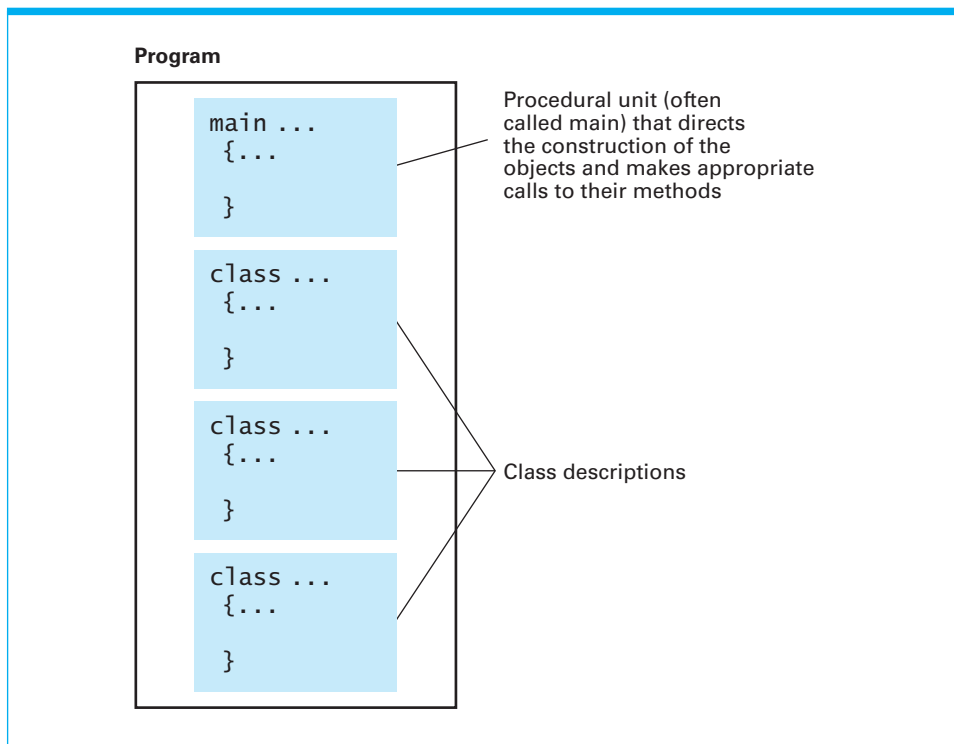 Program
main ...
{...
}
Procedural unit (often
called main) that directs
the construction of the
objects and makes appropriate
calls to their methods
class ...
{...
}
class ...
{...
}
Class descriptions
class ...
{...
}